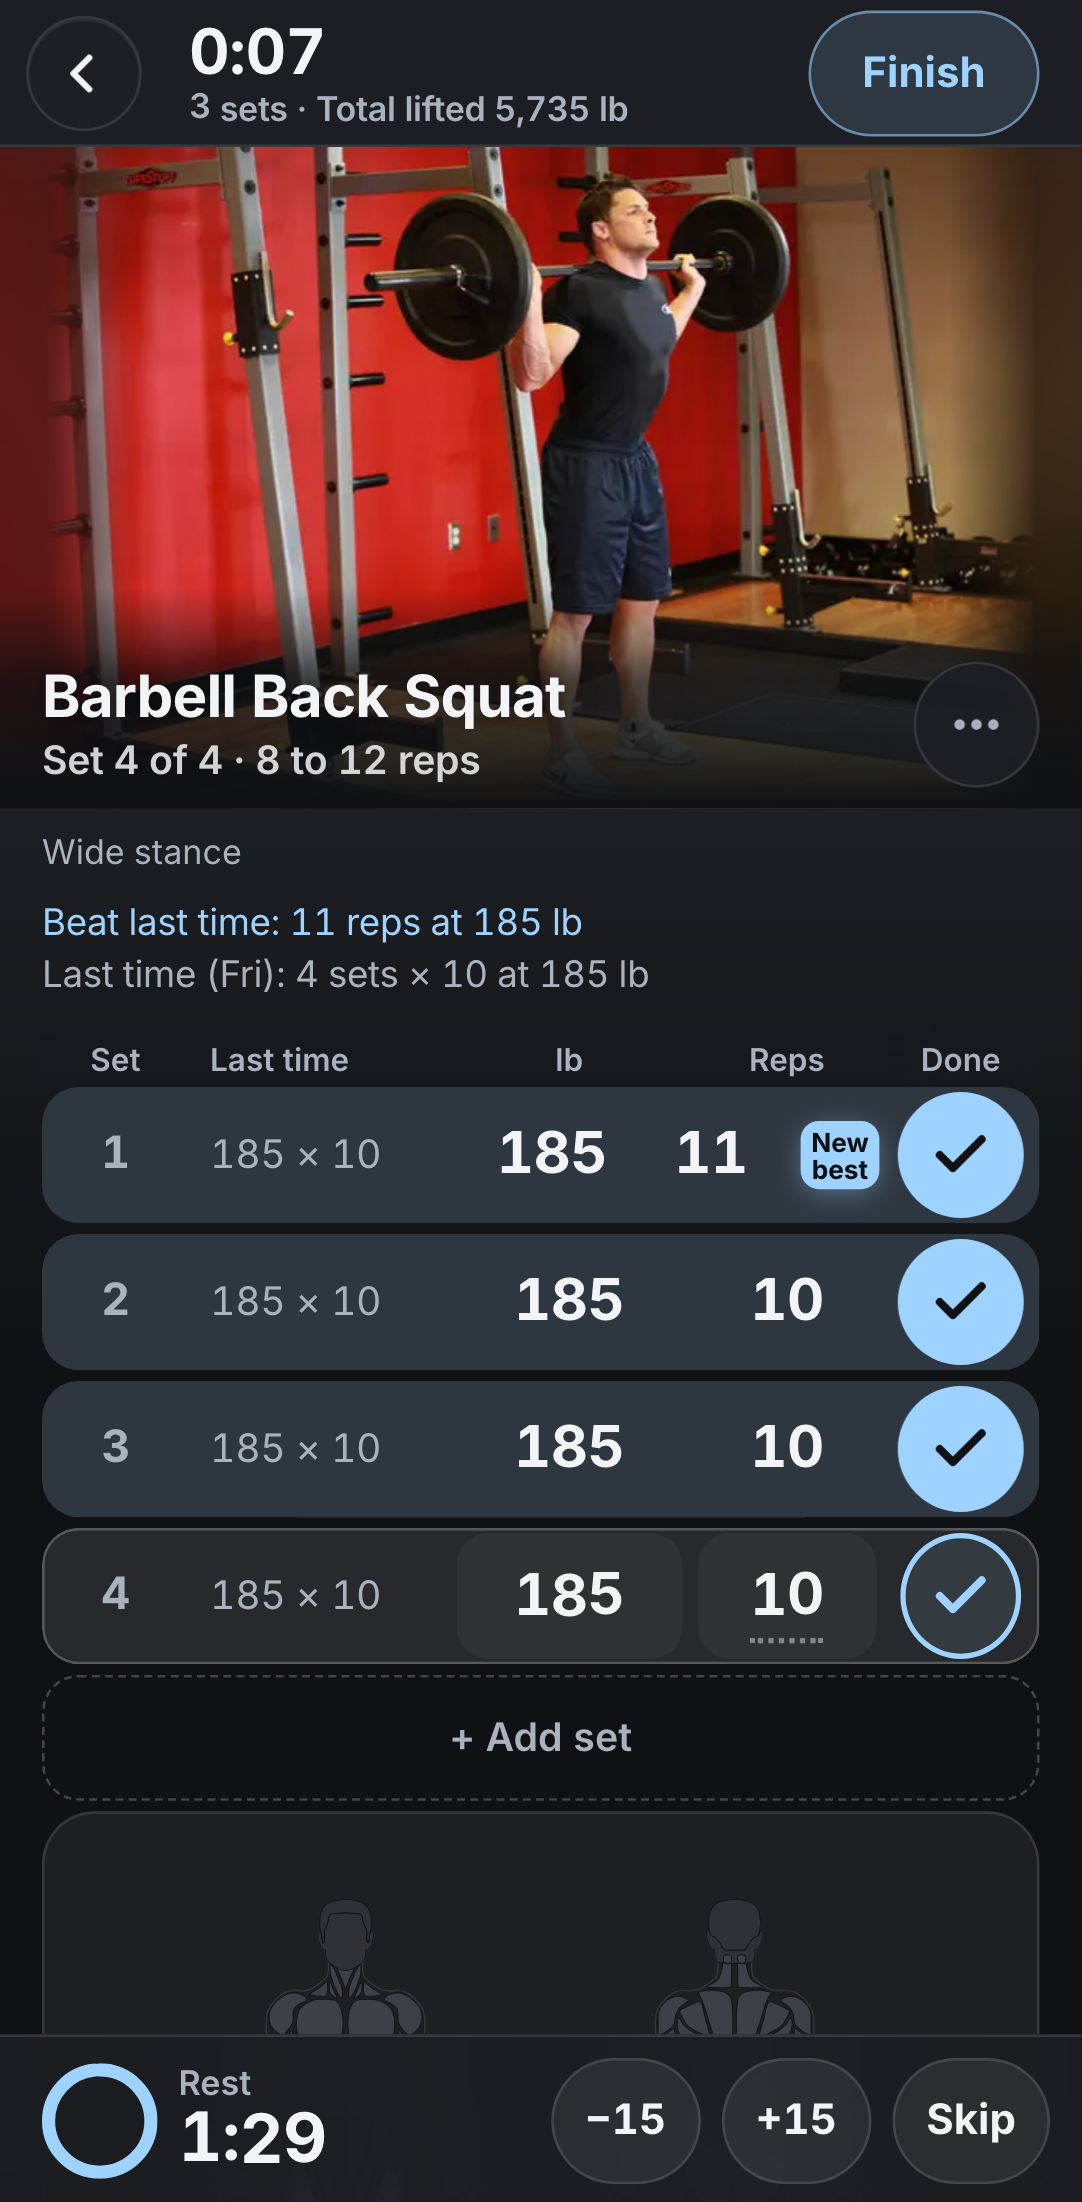 0:07
3 sets · Total lifted 5,735 lb
Finish
Barbell Back Squat
Set 4 of 4 · 8 to 12 reps
Wide stance
Beat last time: 11 reps at 185 lb
Last time (Fri): 4 sets × 10 at 185 lb
Set Last time lb Reps Done
1 185 × 10 185 11 New best
2 185 × 10 185 10
3 185 × 10 185 10
4 185 × 10 185 10
+ Add set
Rest
1:29
−15 +15 Skip